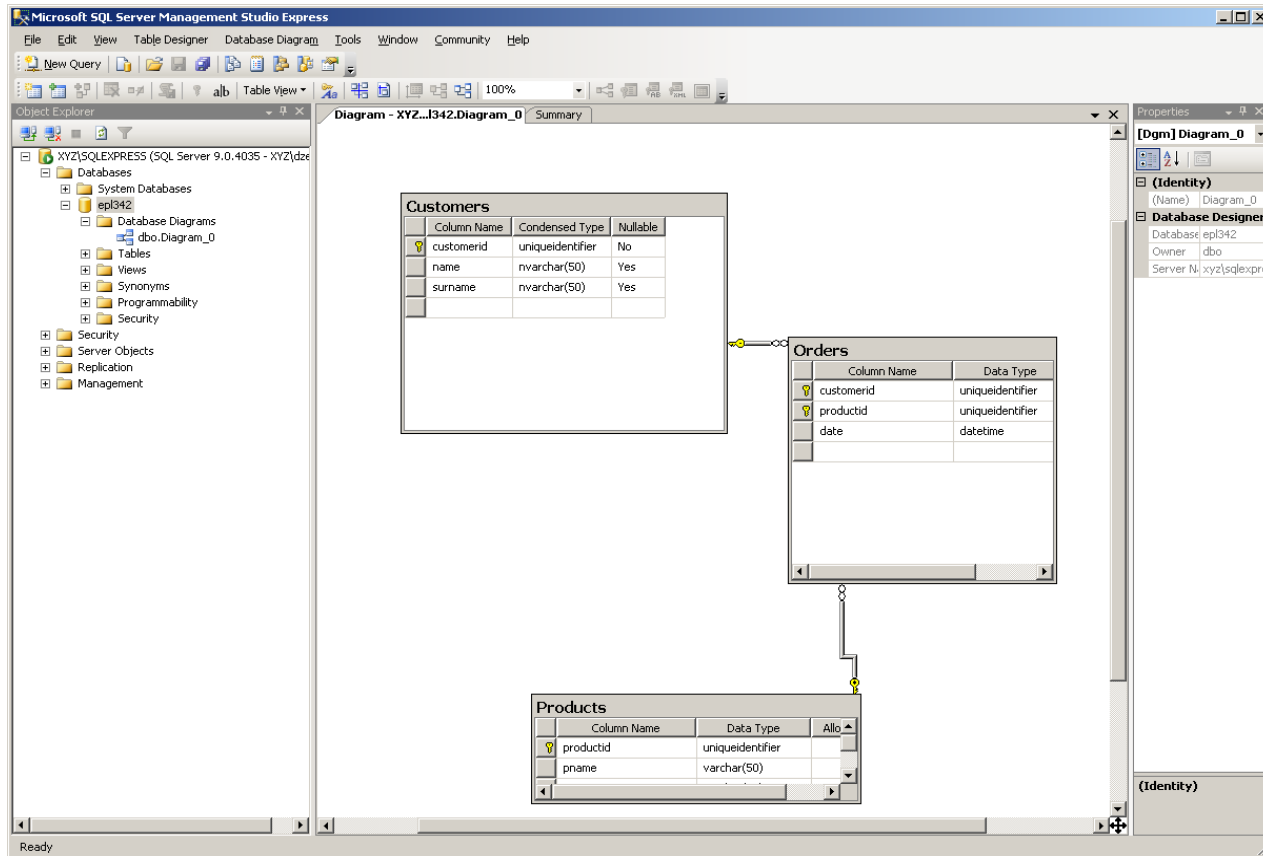 Microsoft SQL Server Management Studio Express
File Edit View Table Designer Database Diagram Tools Window Community Help
New Query
alb Table View 100%
Object Explorer
XYZ\SQLEXPRESS (SQL Server 9.0.4035 - XYZ\dze
Databases
System Databases
epl342
Database Diagrams
dbo.Diagram_0
Tables
Views
Synonyms
Programmability
Security
Security
Server Objects
Replication
Management
Diagram - XYZ...l342.Diagram_0 Summary
Customers
Column Name Condensed Type Nullable
customerid uniqueidentifier No
name nvarchar(50) Yes
surname nvarchar(50) Yes
Orders
Column Name Data Type
customerid uniqueidentifier
productid uniqueidentifier
date datetime
Products
Column Name Data Type Allo
productid uniqueidentifier
pname varchar(50)
Properties
[Dgm] Diagram_0
(Identity)
(Name) Diagram_0
Database Designer
Database epl342
Owner dbo
Server N xyz\sqlexpr
(Identity)
Ready